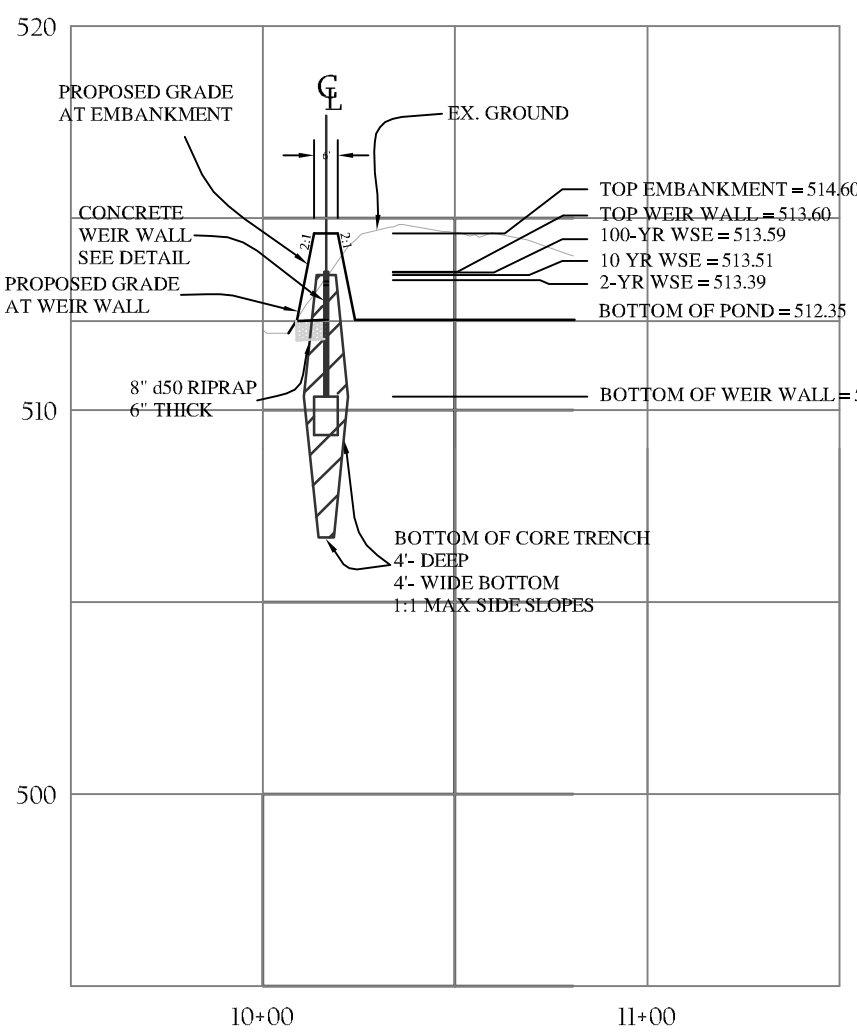 520
CL
PROPOSED GRADE
AT EMBANKMENT
EX. GROUND
6'
TOP EMBANKMENT = 514.60
TOP WEIR WALL = 513.60
100-YR WSE = 513.59
10 YR WSE = 513.51
2-YR WSE = 513.39
BOTTOM OF POND = 512.35
CONCRETE
WEIR WALL
SEE DETAIL
2:1
2:1
PROPOSED GRADE
AT WEIR WALL
8" d50 RIPRAP
6" THICK
BOTTOM OF WEIR WALL =
510
BOTTOM OF CORE TRENCH
4'- DEEP
4'- WIDE BOTTOM
1:1 MAX SIDE SLOPES
500
10+00
11+00